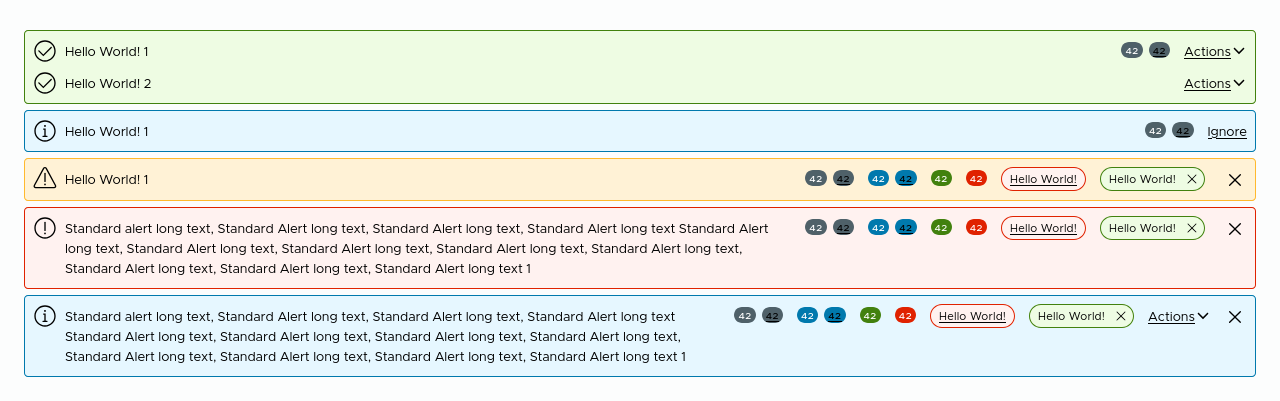 Hello World! 1 42 42 Actions
Hello World! 2 Actions
Hello World! 1 42 42 Ignore
Hello World! 1 42 42 42 42 42 42 Hello World! Hello World!
Standard alert long text, Standard Alert long text, Standard Alert long text, Standard Alert long text Standard Alert 42 42 42 42 42 42 Hello World! Hello World!
long text, Standard Alert long text, Standard Alert long text, Standard Alert long text, Standard Alert long text,
Standard Alert long text, Standard Alert long text, Standard Alert long text 1
Standard alert long text, Standard Alert long text, Standard Alert long text, Standard Alert long text 42 42 42 42 42 42 Hello World! Hello World! Actions
Standard Alert long text, Standard Alert long text, Standard Alert long text, Standard Alert long text,
Standard Alert long text, Standard Alert long text, Standard Alert long text, Standard Alert long text 1